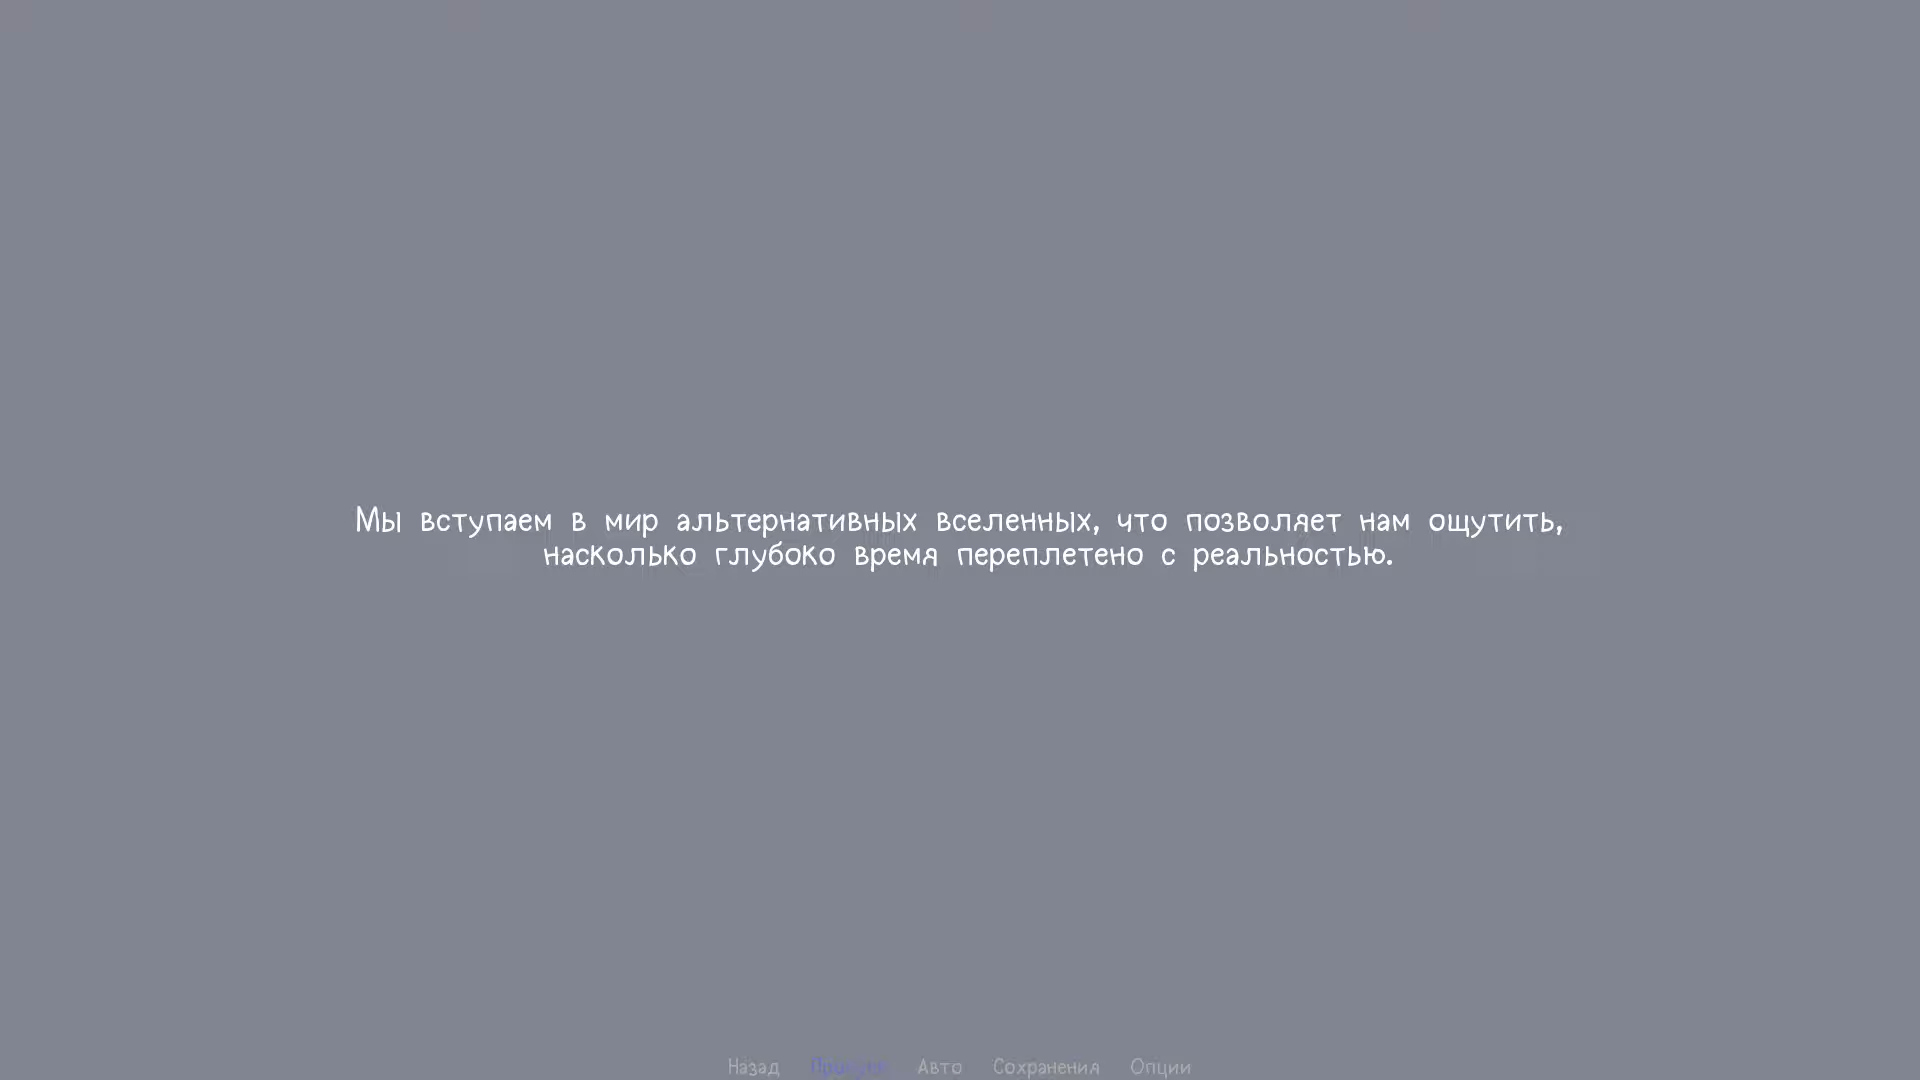 Мы вступаем в мир альтернативных вселенных, что позволяет нам ощутить,
насколько глубоко время переплетено с реальностью.
Назад Авто Сохранения Опции